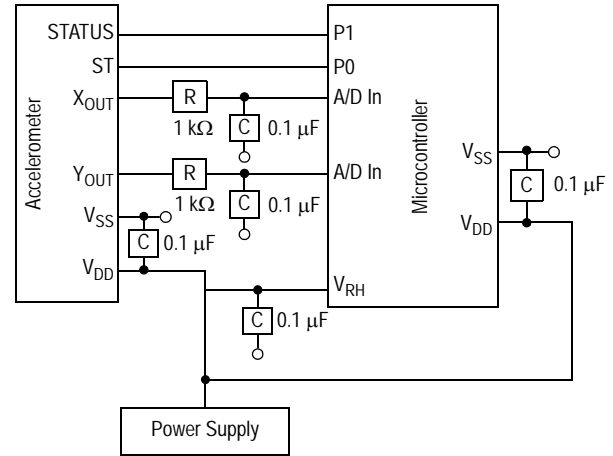 STATUS
P1
ST
P0
XOUT
R
A/D In
1 kΩ
C
0.1 μF
Accelerometer
Microcontroller
YOUT
R
A/D In
1 kΩ
C
0.1 μF
VSS
C
0.1 μF
VDD
VSS
C
0.1 μF
VDD
VRH
C
0.1 μF
Power Supply